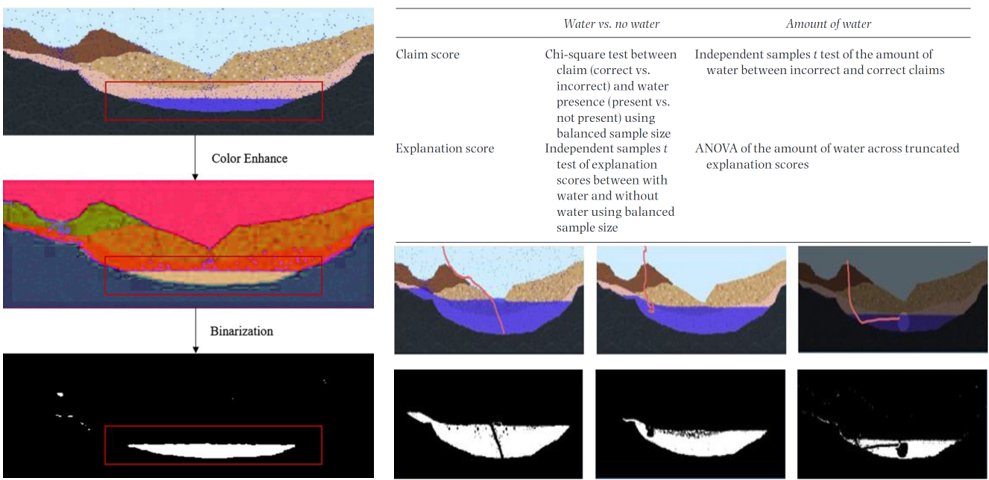 Color Enhance
Binarization
Water vs. no water Amount of water
Claim score Chi-square test between Independent samples t test of the amount of
claim (correct vs. water between incorrect and correct claims
incorrect) and water
presence (present vs.
not present) using
balanced sample size
Explanation score Independent samples t ANOVA of the amount of water across truncated
test of explanation explanation scores
scores between with
water and without
water using balanced
sample size